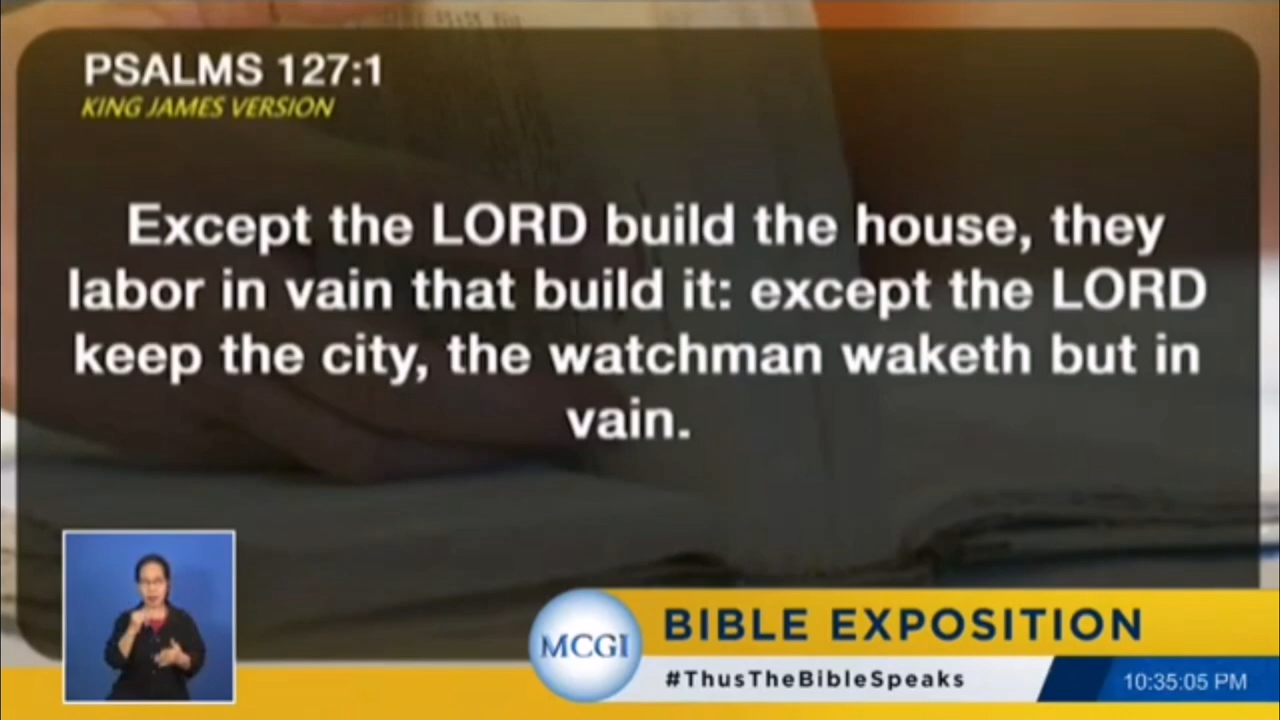 PSALMS 127:1
KING JAMES VERSION
Except the LORD build the house, they
labor in vain that build it: except the LORD
keep the city, the watchman waketh but in
vain.
MCGI
BIBLE EXPOSITION
#ThusTheBibleSpeaks
10:35:05 PM